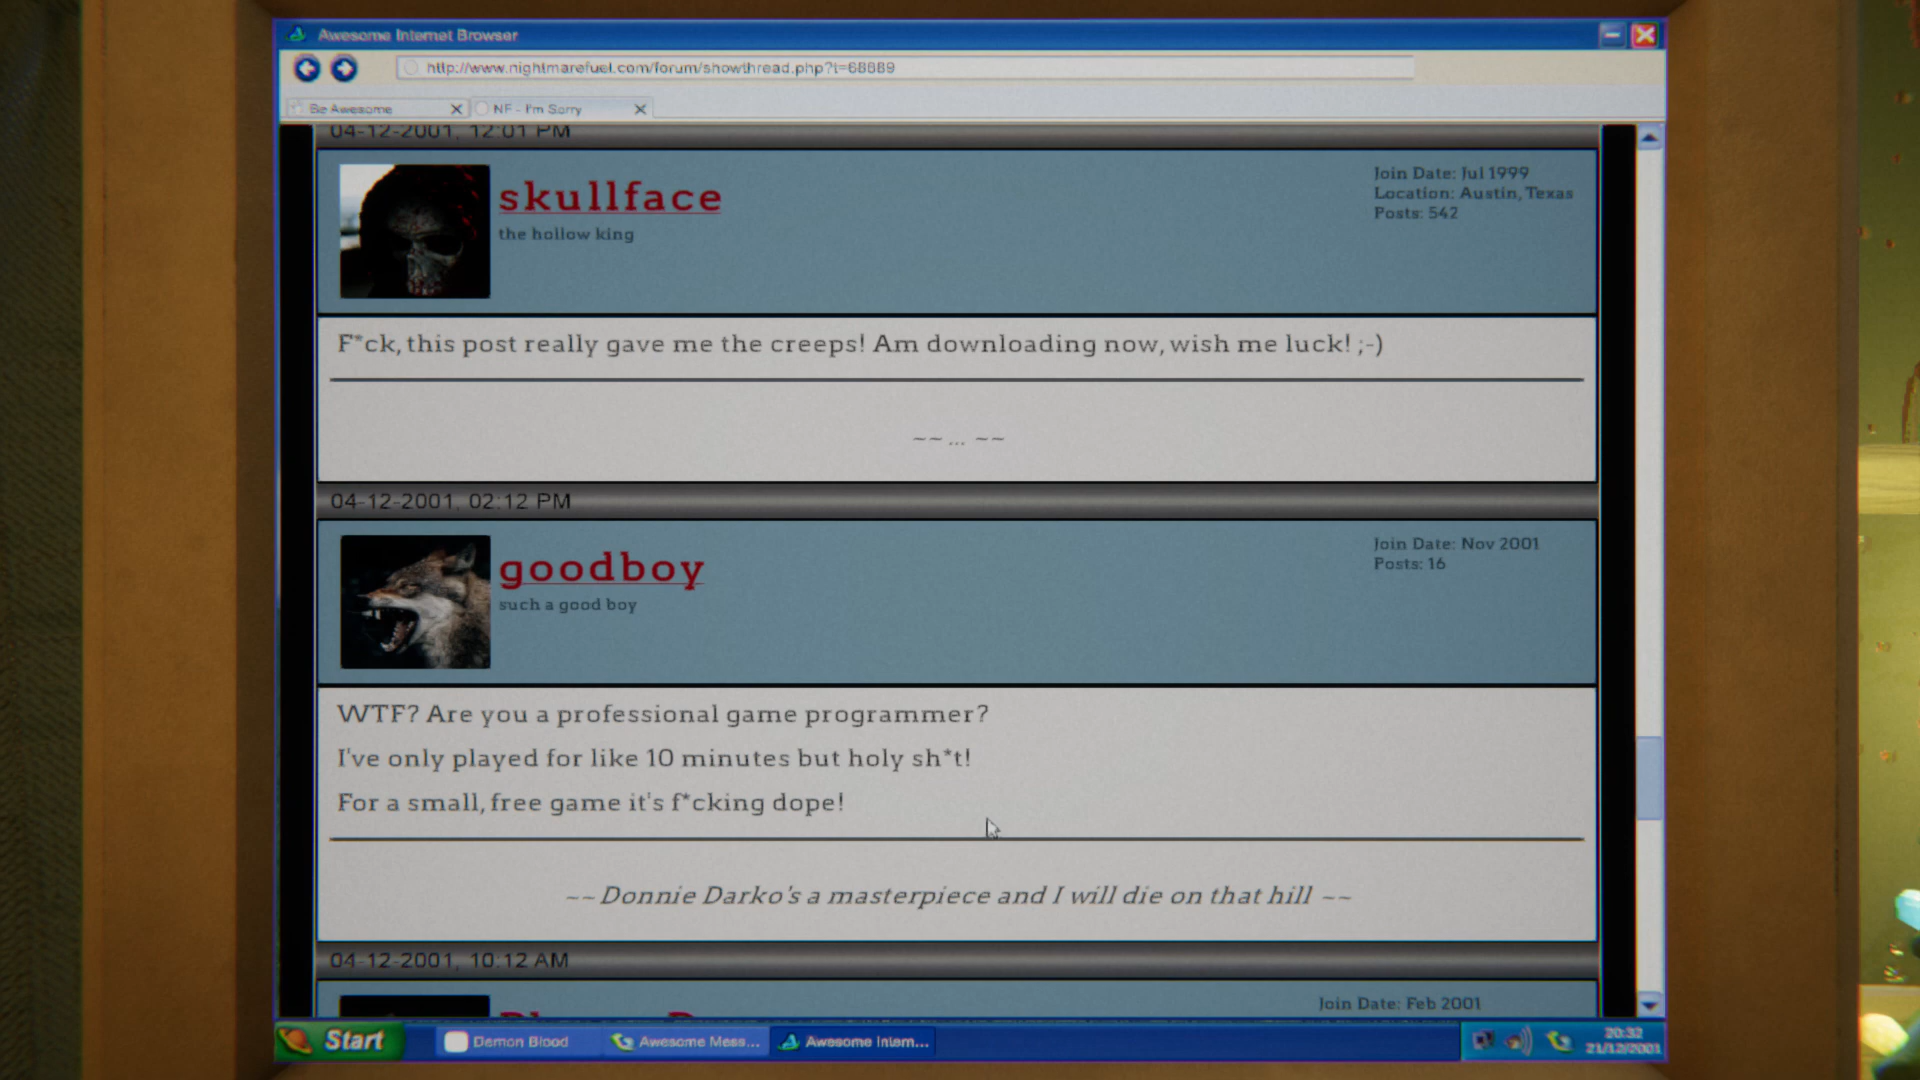 Awesome Internet Browser
http://www.nightmarefuel.com/forum/showthread.php?t=68689
Be Awesome
NF - I'm Sorry
04-12-2001, 12:01 PM
skullface
the hollow king
Join Date: Jul 1999
Location: Austin, Texas
Posts: 542
F*ck, this post really gave me the creeps! Am downloading now, wish me luck! ;-)
~~ ... ~~
04-12-2001, 02:12 PM
goodboy
such a good boy
Join Date: Nov 2001
Posts: 16
WTF? Are you a professional game programmer?
I've only played for like 10 minutes but holy sh*t!
For a small, free game it's f*cking dope!
~~ Donnie Darko's a masterpiece and I will die on that hill ~~
04-12-2001, 10:12 AM
Join Date: Feb 2001
Start
Demon Blood
Awesome Mess...
Awesome Intern...
20:32
21/12/2001